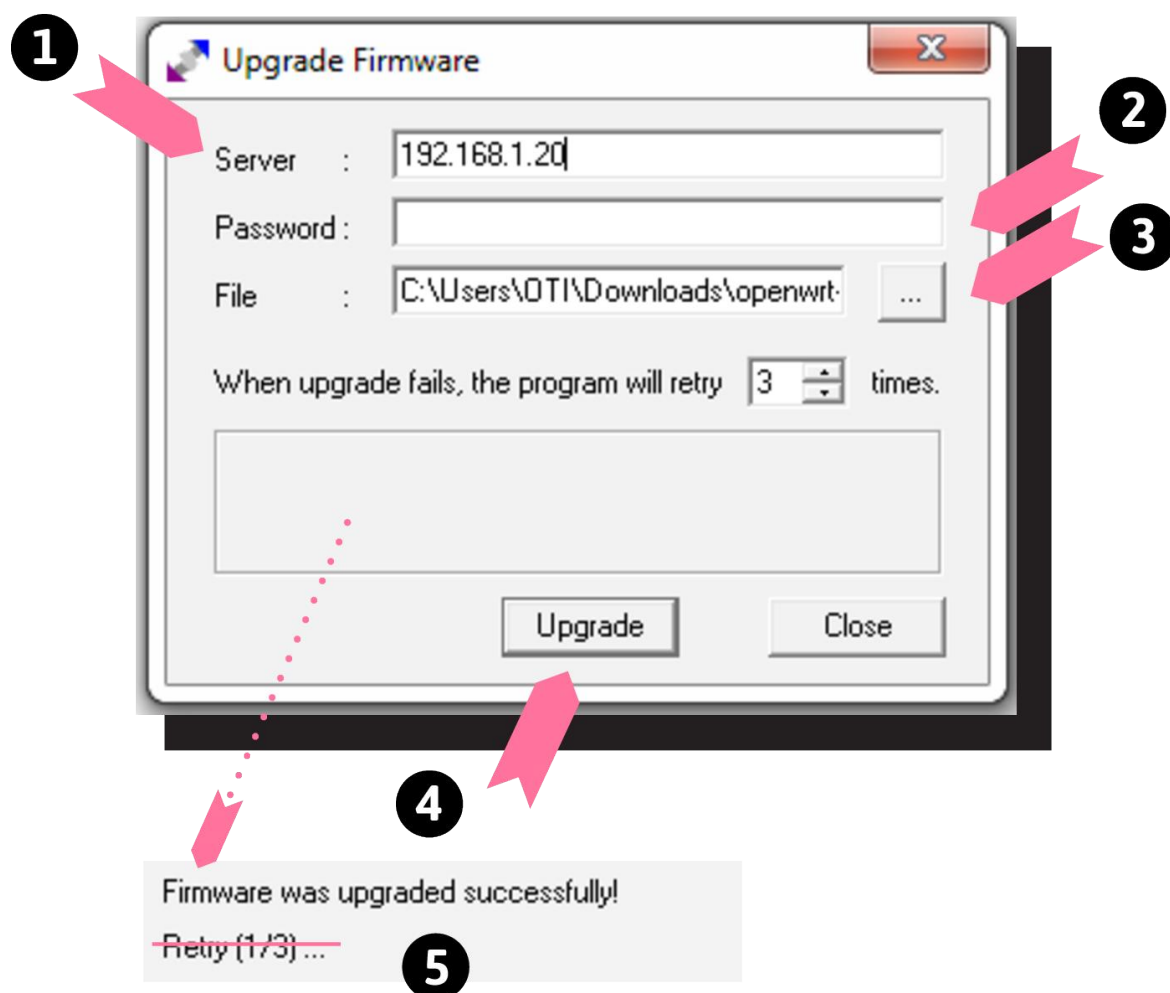 1
Upgrade Firmware
2
Server : 192.168.1.20
Password :
3
File : C:\Users\OTI\Downloads\openwrt- ...
When upgrade fails, the program will retry 3 times.
Upgrade Close
4
Firmware was upgraded successfully!
Retry (1/3) ...
5